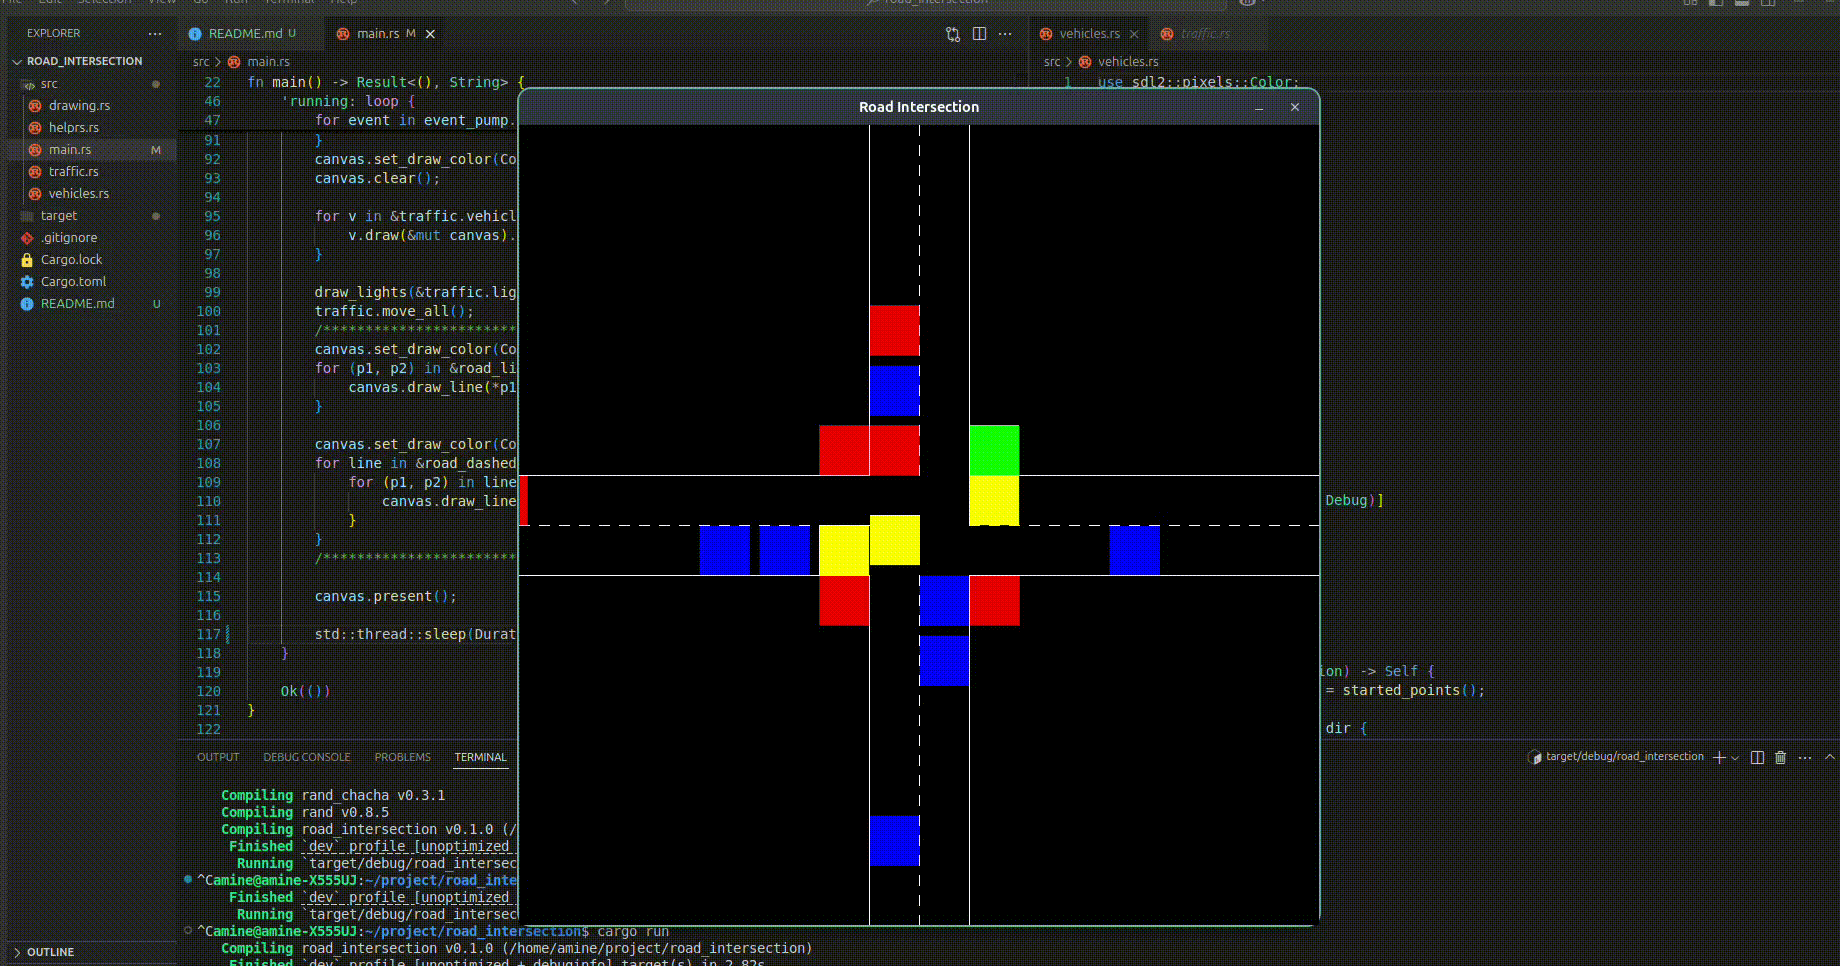 File Edit Selection View Go Run Terminal Help
road_intersection
EXPLORER
ROAD_INTERSECTION
src
drawing.rs
helprs.rs
main.rs M
traffic.rs
vehicles.rs
target
.gitignore
Cargo.lock
Cargo.toml
README.md U
OUTLINE
README.md U
main.rs M
src > main.rs
22 fn main() -> Result<(), String> {
46 'running: loop {
47 for event in event_pump.
91 }
92 canvas.set_draw_color(Co
93 canvas.clear();
94
95 for v in &traffic.vehicl
96 v.draw(&mut canvas).
97 }
98
99 draw_lights(&traffic.lig
100 traffic.move_all();
101 /************************
102 canvas.set_draw_color(Co
103 for (p1, p2) in &road_li
104 canvas.draw_line(*p1
105 }
106
107 canvas.set_draw_color(Co
108 for line in &road_dashed
109 for (p1, p2) in line
110 canvas.draw_line
111 }
112 }
113 /************************
114
115 canvas.present();
116
117 std::thread::sleep(Durat
118 }
119
120 Ok(())
121 }
122
Road Intersection
vehicles.rs
traffic.rs
src > vehicles.rs
1 use sdl2::pixels::Color;
Debug)]
ion) -> Self {
= started_points();
dir {
OUTPUT DEBUG CONSOLE PROBLEMS TERMINAL
target/debug/road_intersection
Compiling rand_chacha v0.3.1
Compiling rand v0.8.5
Compiling road_intersection v0.1.0 (/
Finished `dev` profile [unoptimized
Running `target/debug/road_intersec
^Camine@amine-X555UJ:~/project/road_inte
Finished `dev` profile [unoptimized
Running `target/debug/road_intersec
^Camine@amine-X555UJ:~/project/road_intersection$ cargo run
Compiling road_intersection v0.1.0 (/home/amine/project/road_intersection)
Finished `dev` profile [unoptimized + debuginfo] target(s) in 2.82s